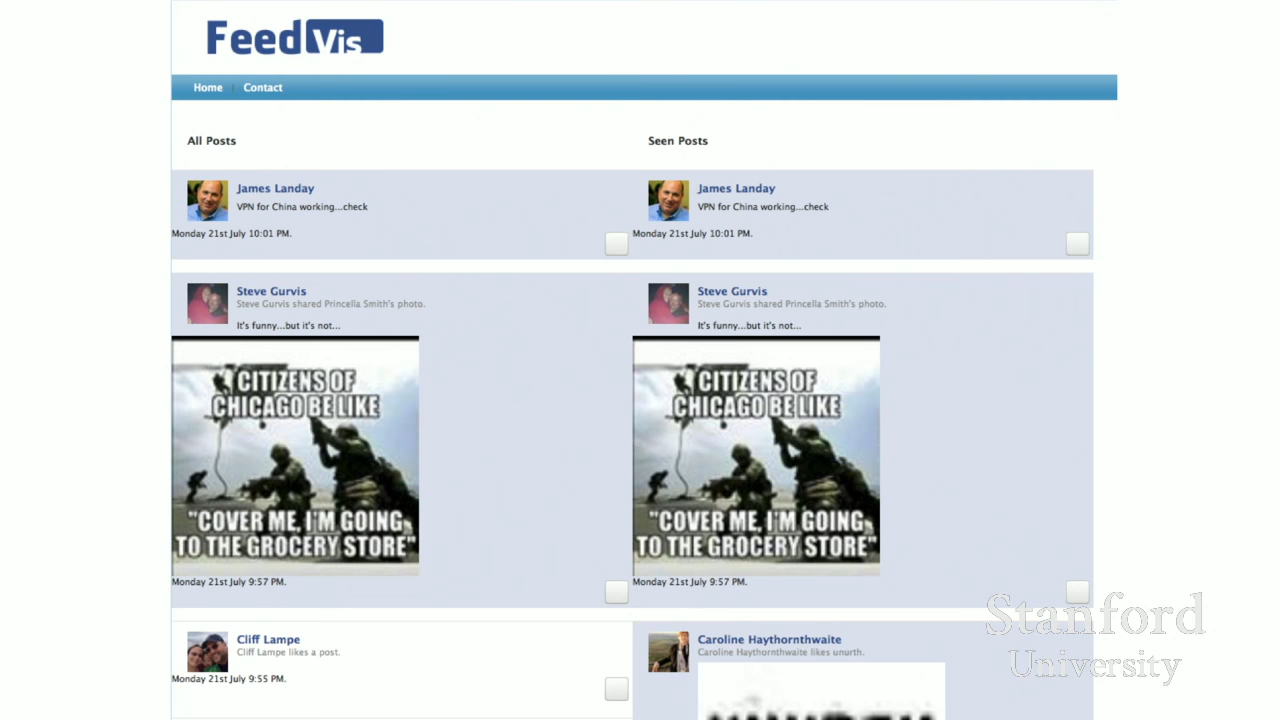 Feed Vis
Home
Contact
All Posts
Seen Posts
James Landay
VPN for China working...check
Monday 21st July 10:01 PM.
James Landay
VPN for China working...check
Monday 21st July 10:01 PM.
Steve Gurvis
Steve Gurvis shared Princella Smith's photo.
It's funny...but it's not...
CITIZENS OF
CHICAGO BE LIKE
"COVER ME, I'M GOING
TO THE GROCERY STORE"
Monday 21st July 9:57 PM.
Steve Gurvis
Steve Gurvis shared Princella Smith's photo.
It's funny...but it's not...
CITIZENS OF
CHICAGO BE LIKE
"COVER ME, I'M GOING
TO THE GROCERY STORE"
Monday 21st July 9:57 PM.
Cliff Lampe
Cliff Lampe likes a post.
Monday 21st July 9:55 PM.
Caroline Haythornthwaite
Caroline Haythornthwaite likes unurth.
Stanford
University